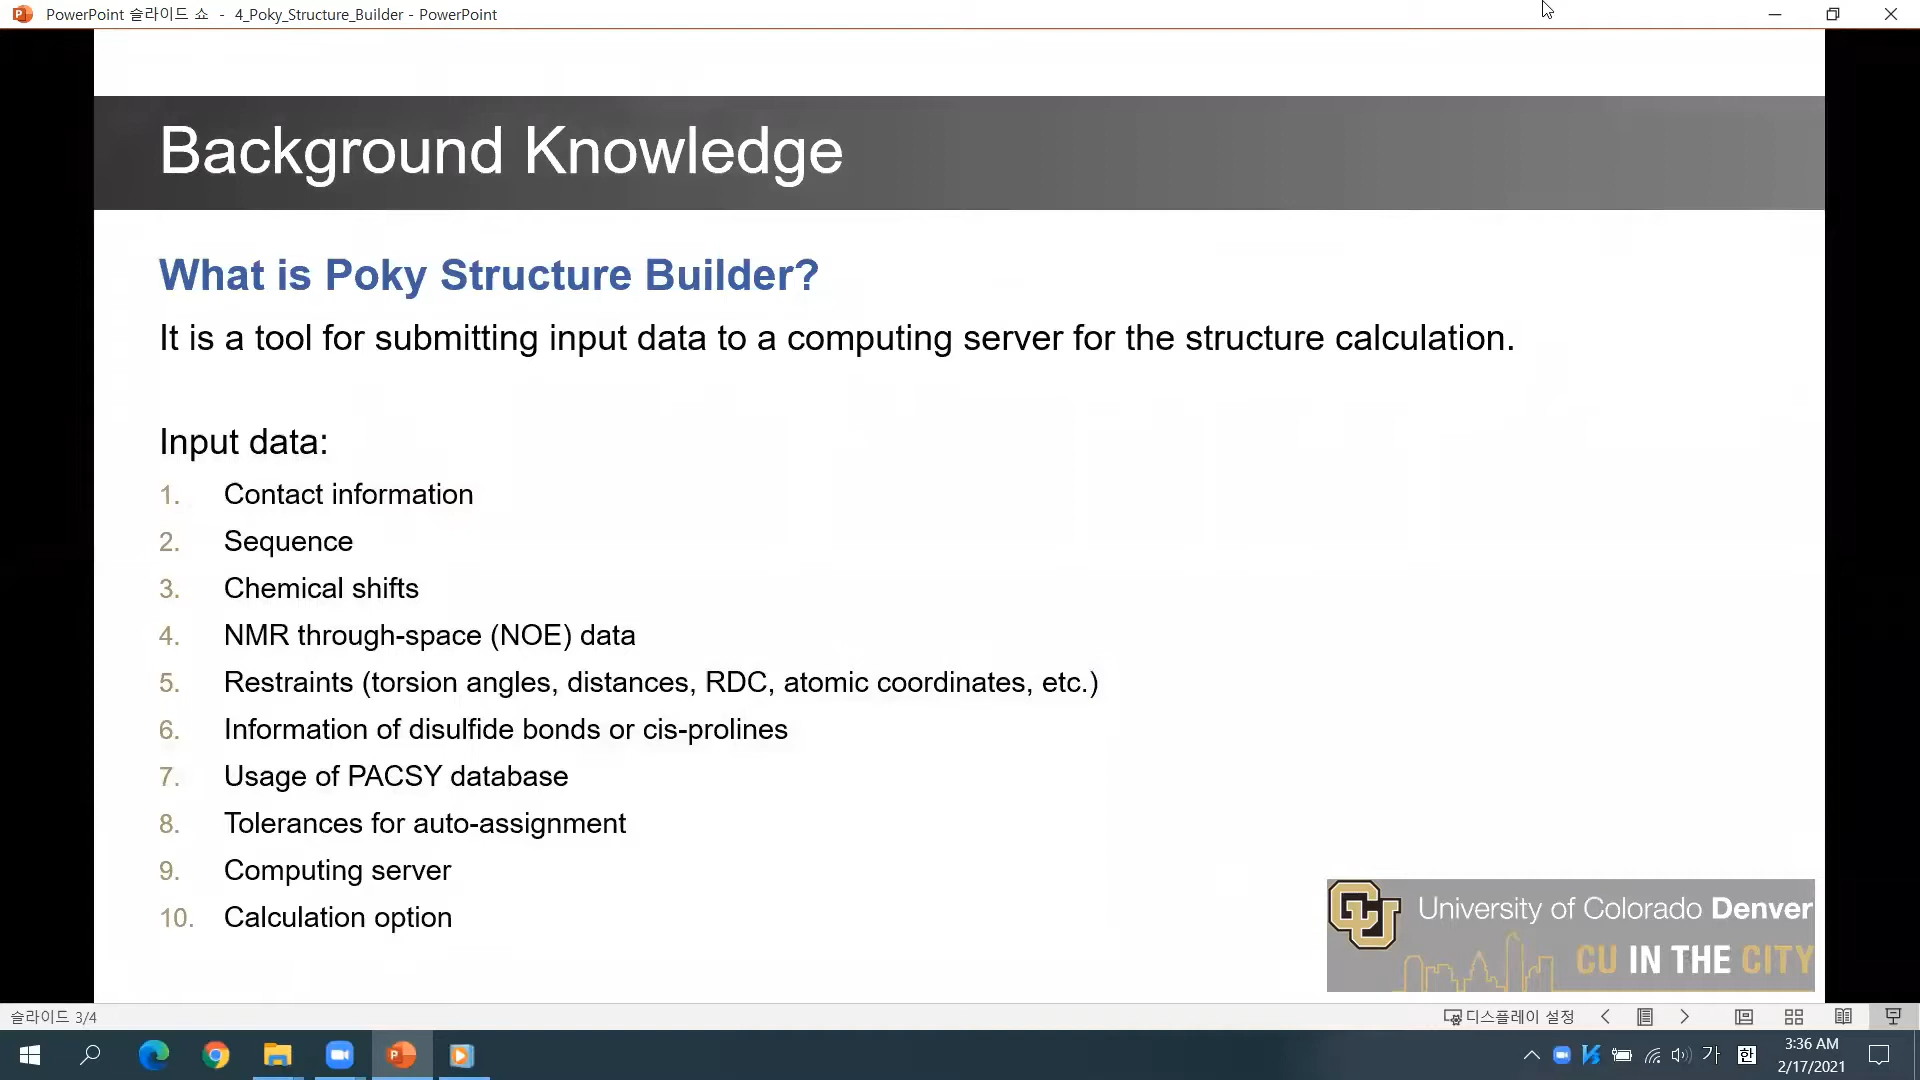 PowerPoint 슬라이드 쇼 - 4_Poky_Structure_Builder - PowerPoint
Background Knowledge
What is Poky Structure Builder?
It is a tool for submitting input data to a computing server for the structure calculation.
Input data:
1. Contact information
2. Sequence
3. Chemical shifts
4. NMR through-space (NOE) data
5. Restraints (torsion angles, distances, RDC, atomic coordinates, etc.)
6. Information of disulfide bonds or cis-prolines
7. Usage of PACSY database
8. Tolerances for auto-assignment
9. Computing server
10. Calculation option
CU University of Colorado Denver
CU IN THE CITY
슬라이드 3/4
디스플레이 설정
가 한
3:36 AM
2/17/2021